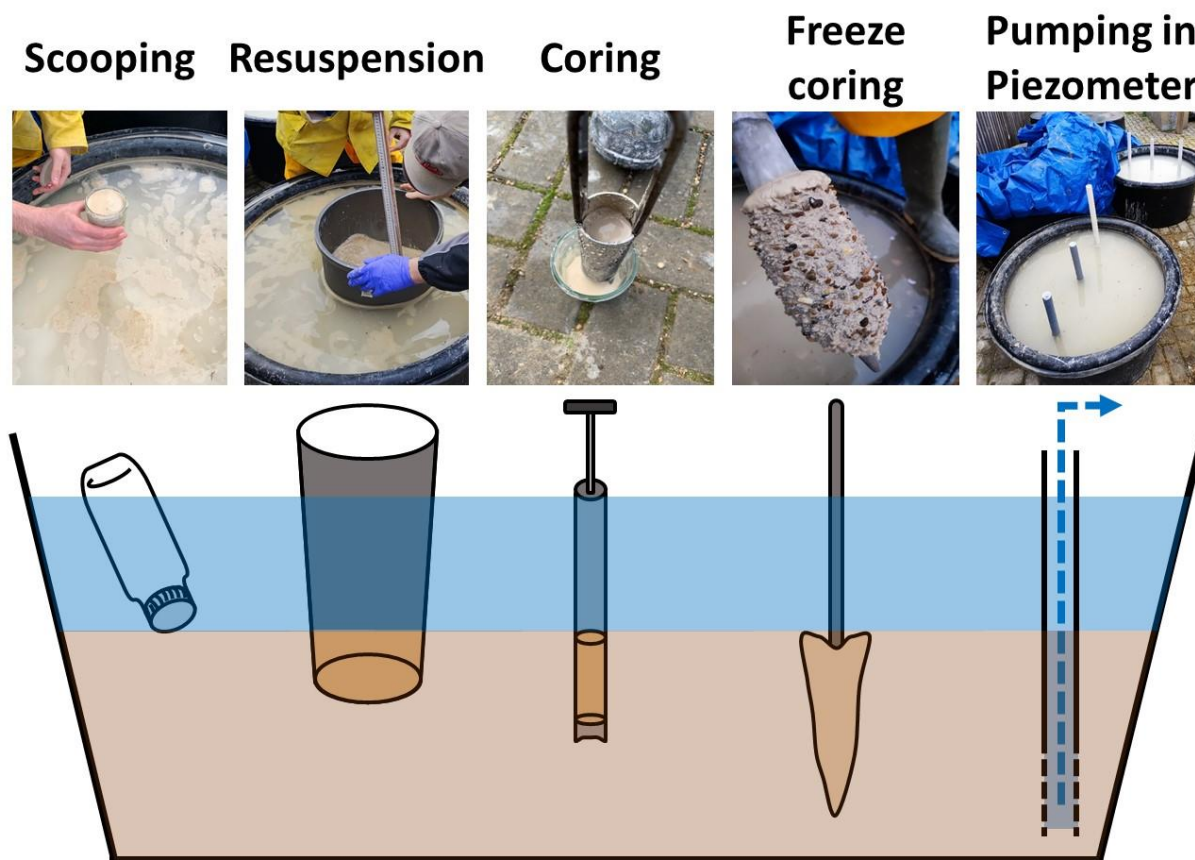 Scooping
Resuspension
Coring
Freeze
coring
Pumping in
Piezometer